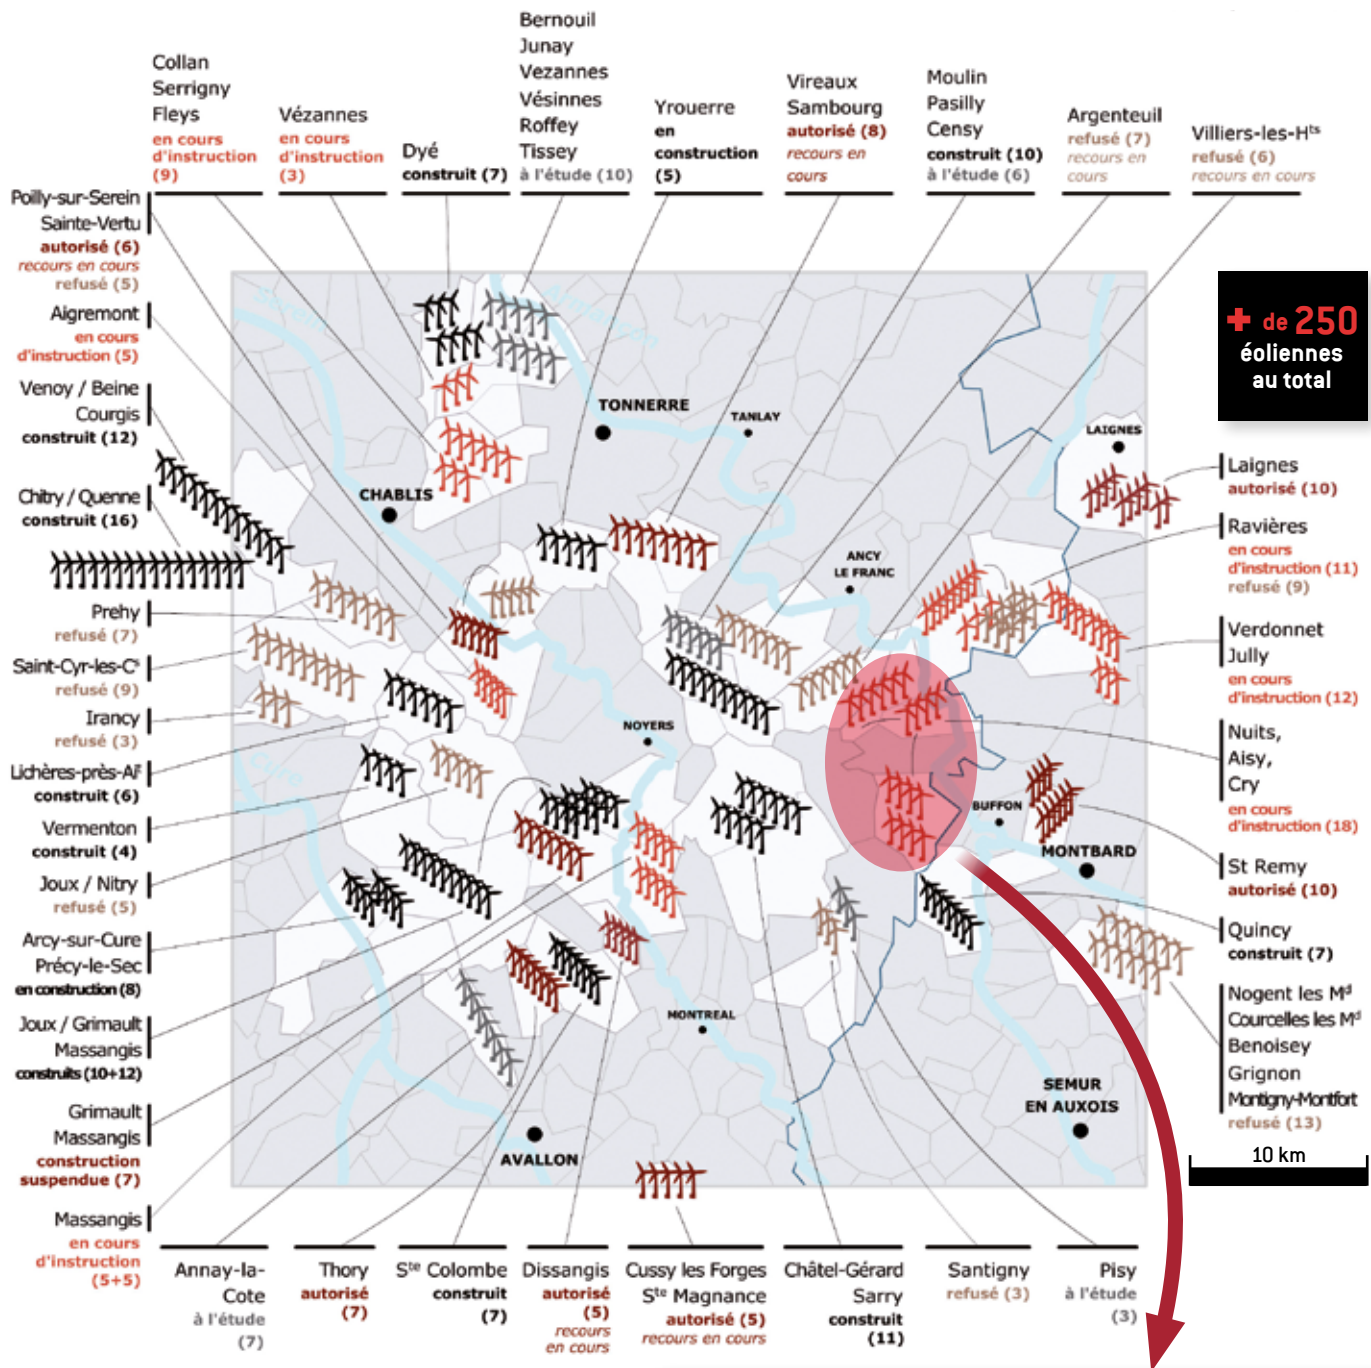 Collan
Serrigny
Fleys
en cours
d'instruction
(9)
Vézannes
en cours
d'instruction
(3)
Dyé
construit (7)
Bernouil
Junay
Vezannes
Vésinnes
Roffey
Tissey
à l'étude (10)
Yrouerre
en
construction
(5)
Vireaux
Sambourg
autorisé (8)
recours en
cours
Moulin
Pasilly
Censy
construit (10)
à l'étude (6)
Argenteuil
refusé (7)
recours en
cours
Villiers-les-Hts
refusé (6)
recours en cours
Poilly-sur-Serein
Sainte-Vertu
autorisé (6)
recours en cours
refusé (5)
Aigremont
en cours
d'instruction (5)
Venoy / Beine
Courgis
construit (12)
Chitry / Quenne
construit (16)
Prehy
refusé (7)
Saint-Cyr-les-Cs
refusé (9)
Irancy
refusé (3)
Lichères-près-Ait
construit (6)
Vermenton
construit (4)
Joux / Nitry
refusé (5)
Arcy-sur-Cure
Précy-le-Sec
en construction (8)
Joux / Grimault
Massangis
construits (10+12)
Grimault
Massangis
construction
suspendue (7)
Massangis
en cours
d'instruction
(5+5)
Serein
Armançon
Cure
TONNERRE
TANLAY
LAIGNES
CHABLIS
ANCY
LE FRANC
NOYERS
BUFFON
MONTBARD
MONTREAL
SEMUR
EN AUXOIS
AVALLON
+ de 250
éoliennes
au total
Laignes
autorisé (10)
Ravières
en cours
d'instruction (11)
refusé (9)
Verdonnet
Jully
en cours
d'instruction (12)
Nuits,
Aisy,
Cry
en cours
d'instruction (18)
St Remy
autorisé (10)
Quincy
construit (7)
Nogent les Md
Courcelles les Md
Benoisey
Grignon
Montigny-Montfort
refusé (13)
10 km
Annay-la-
Cote
à l'étude
(7)
Thory
autorisé
(7)
Ste Colombe
construit
(7)
Dissangis
autorisé
(5)
recours
en cours
Cussy les Forges
Ste Magnance
autorisé (5)
recours en cours
Châtel-Gérard
Sarry
construit
(11)
Santigny
refusé (3)
Pisy
à l'étude
(3)